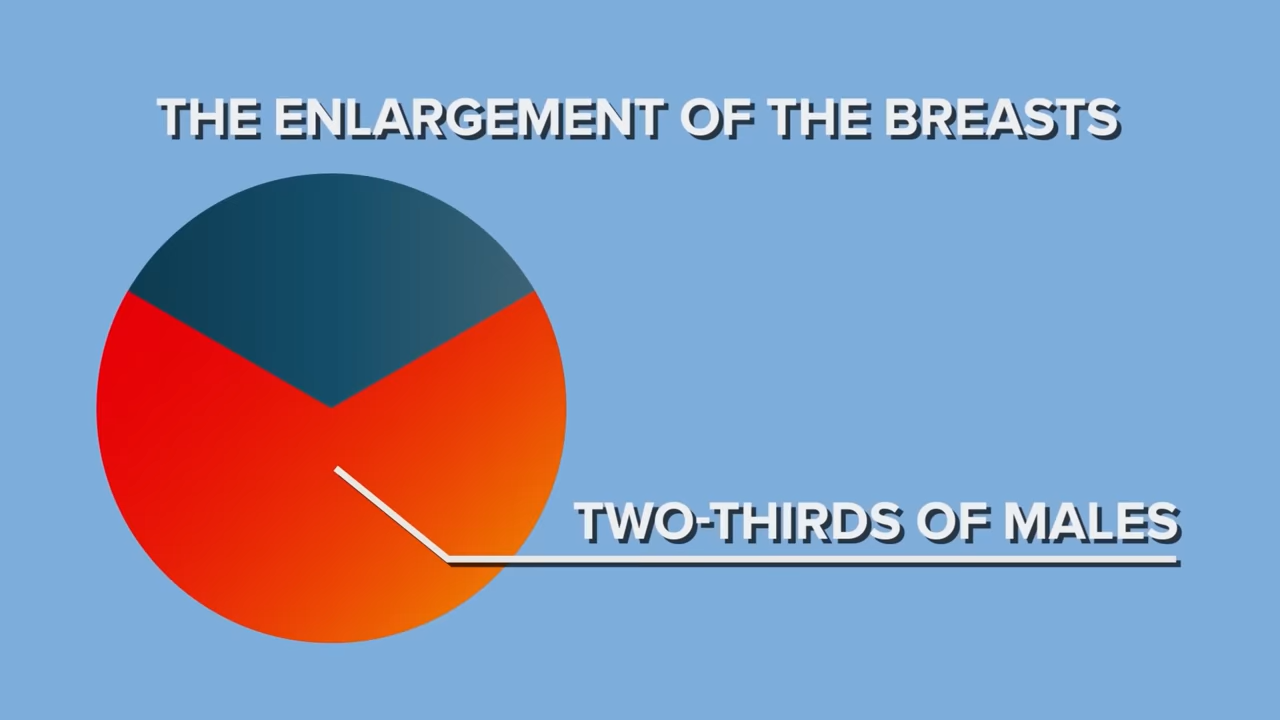 THE ENLARGEMENT OF THE BREASTS
TWO-THIRDS OF MALES